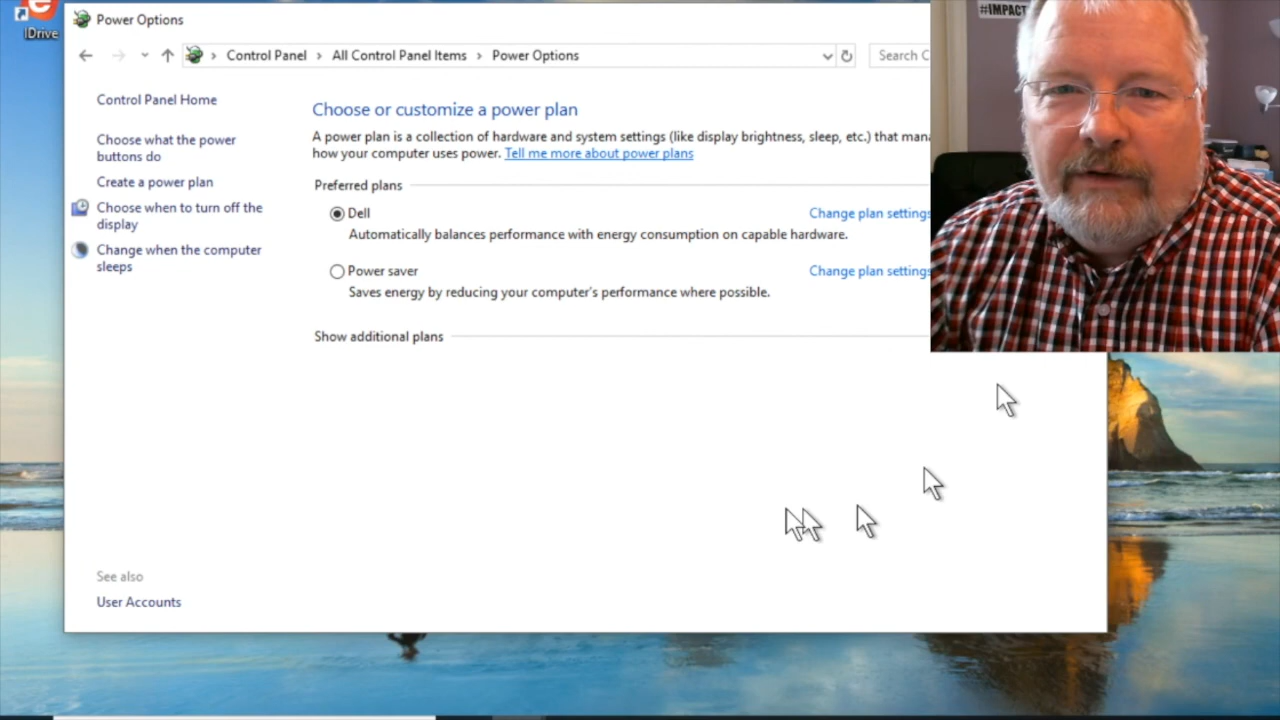 IDrive
Power Options
Control Panel > All Control Panel Items > Power Options
Search C
#IMPACT
Control Panel Home
Choose what the power
buttons do
Create a power plan
Choose when to turn off the
display
Change when the computer
sleeps
Choose or customize a power plan
A power plan is a collection of hardware and system settings (like display brightness, sleep, etc.) that mana
how your computer uses power. Tell me more about power plans
Preferred plans
Dell Change plan settings
Automatically balances performance with energy consumption on capable hardware.
Power saver Change plan settings
Saves energy by reducing your computer's performance where possible.
Show additional plans
See also
User Accounts